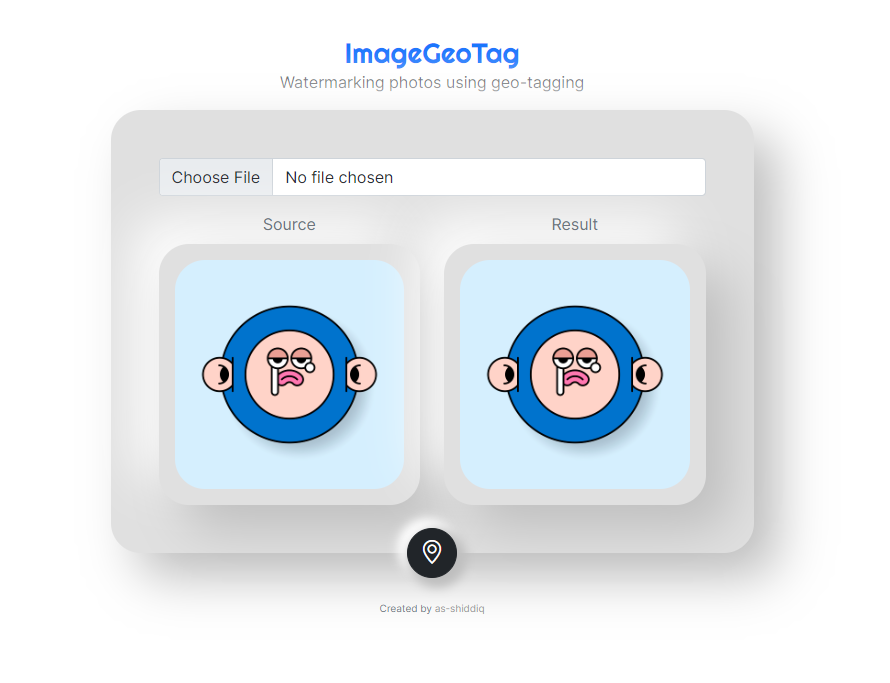 ImageGeoTag
Watermarking photos using geo-tagging
Choose File No file chosen
Source Result
Created by as-shiddiq